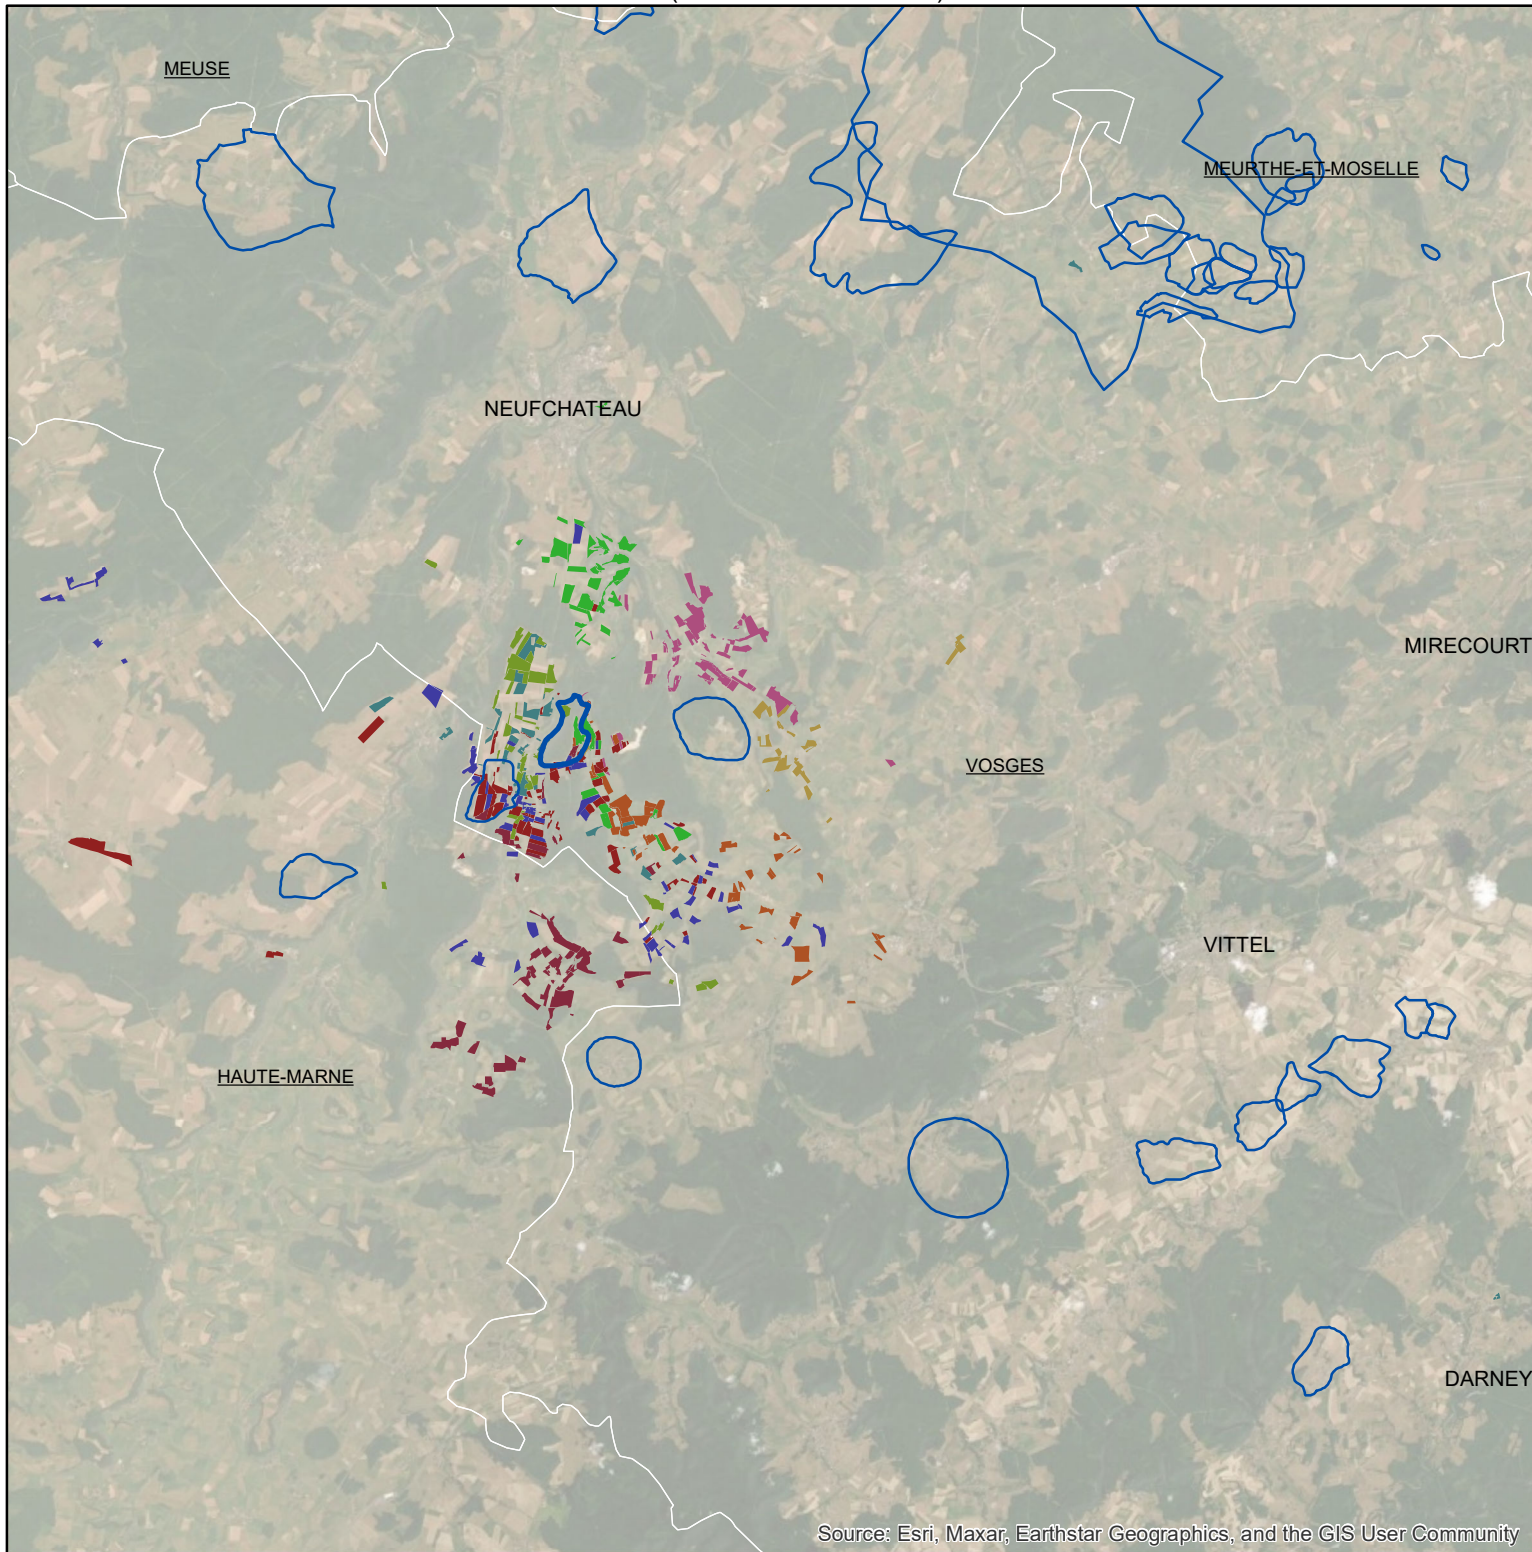 MEUSE
MEURTHE-ET-MOSELLE
NEUFCHATEAU
MIRECOURT
VOSGES
VITTEL
HAUTE-MARNE
DARNEY
Source: Esri, Maxar, Earthstar Geographics, and the GIS User Community